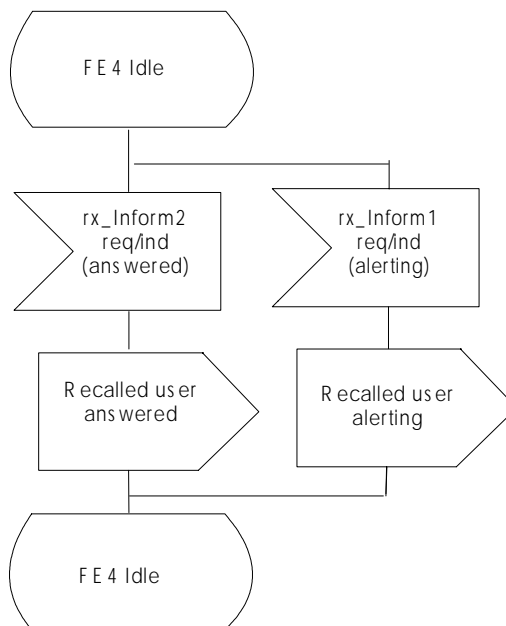 FE4 Idle
rx_Inform2
req/ind
(answered)
rx_Inform1
req/ind
(alerting)
Recalled user
answered
Recalled user
alerting
FE4 Idle